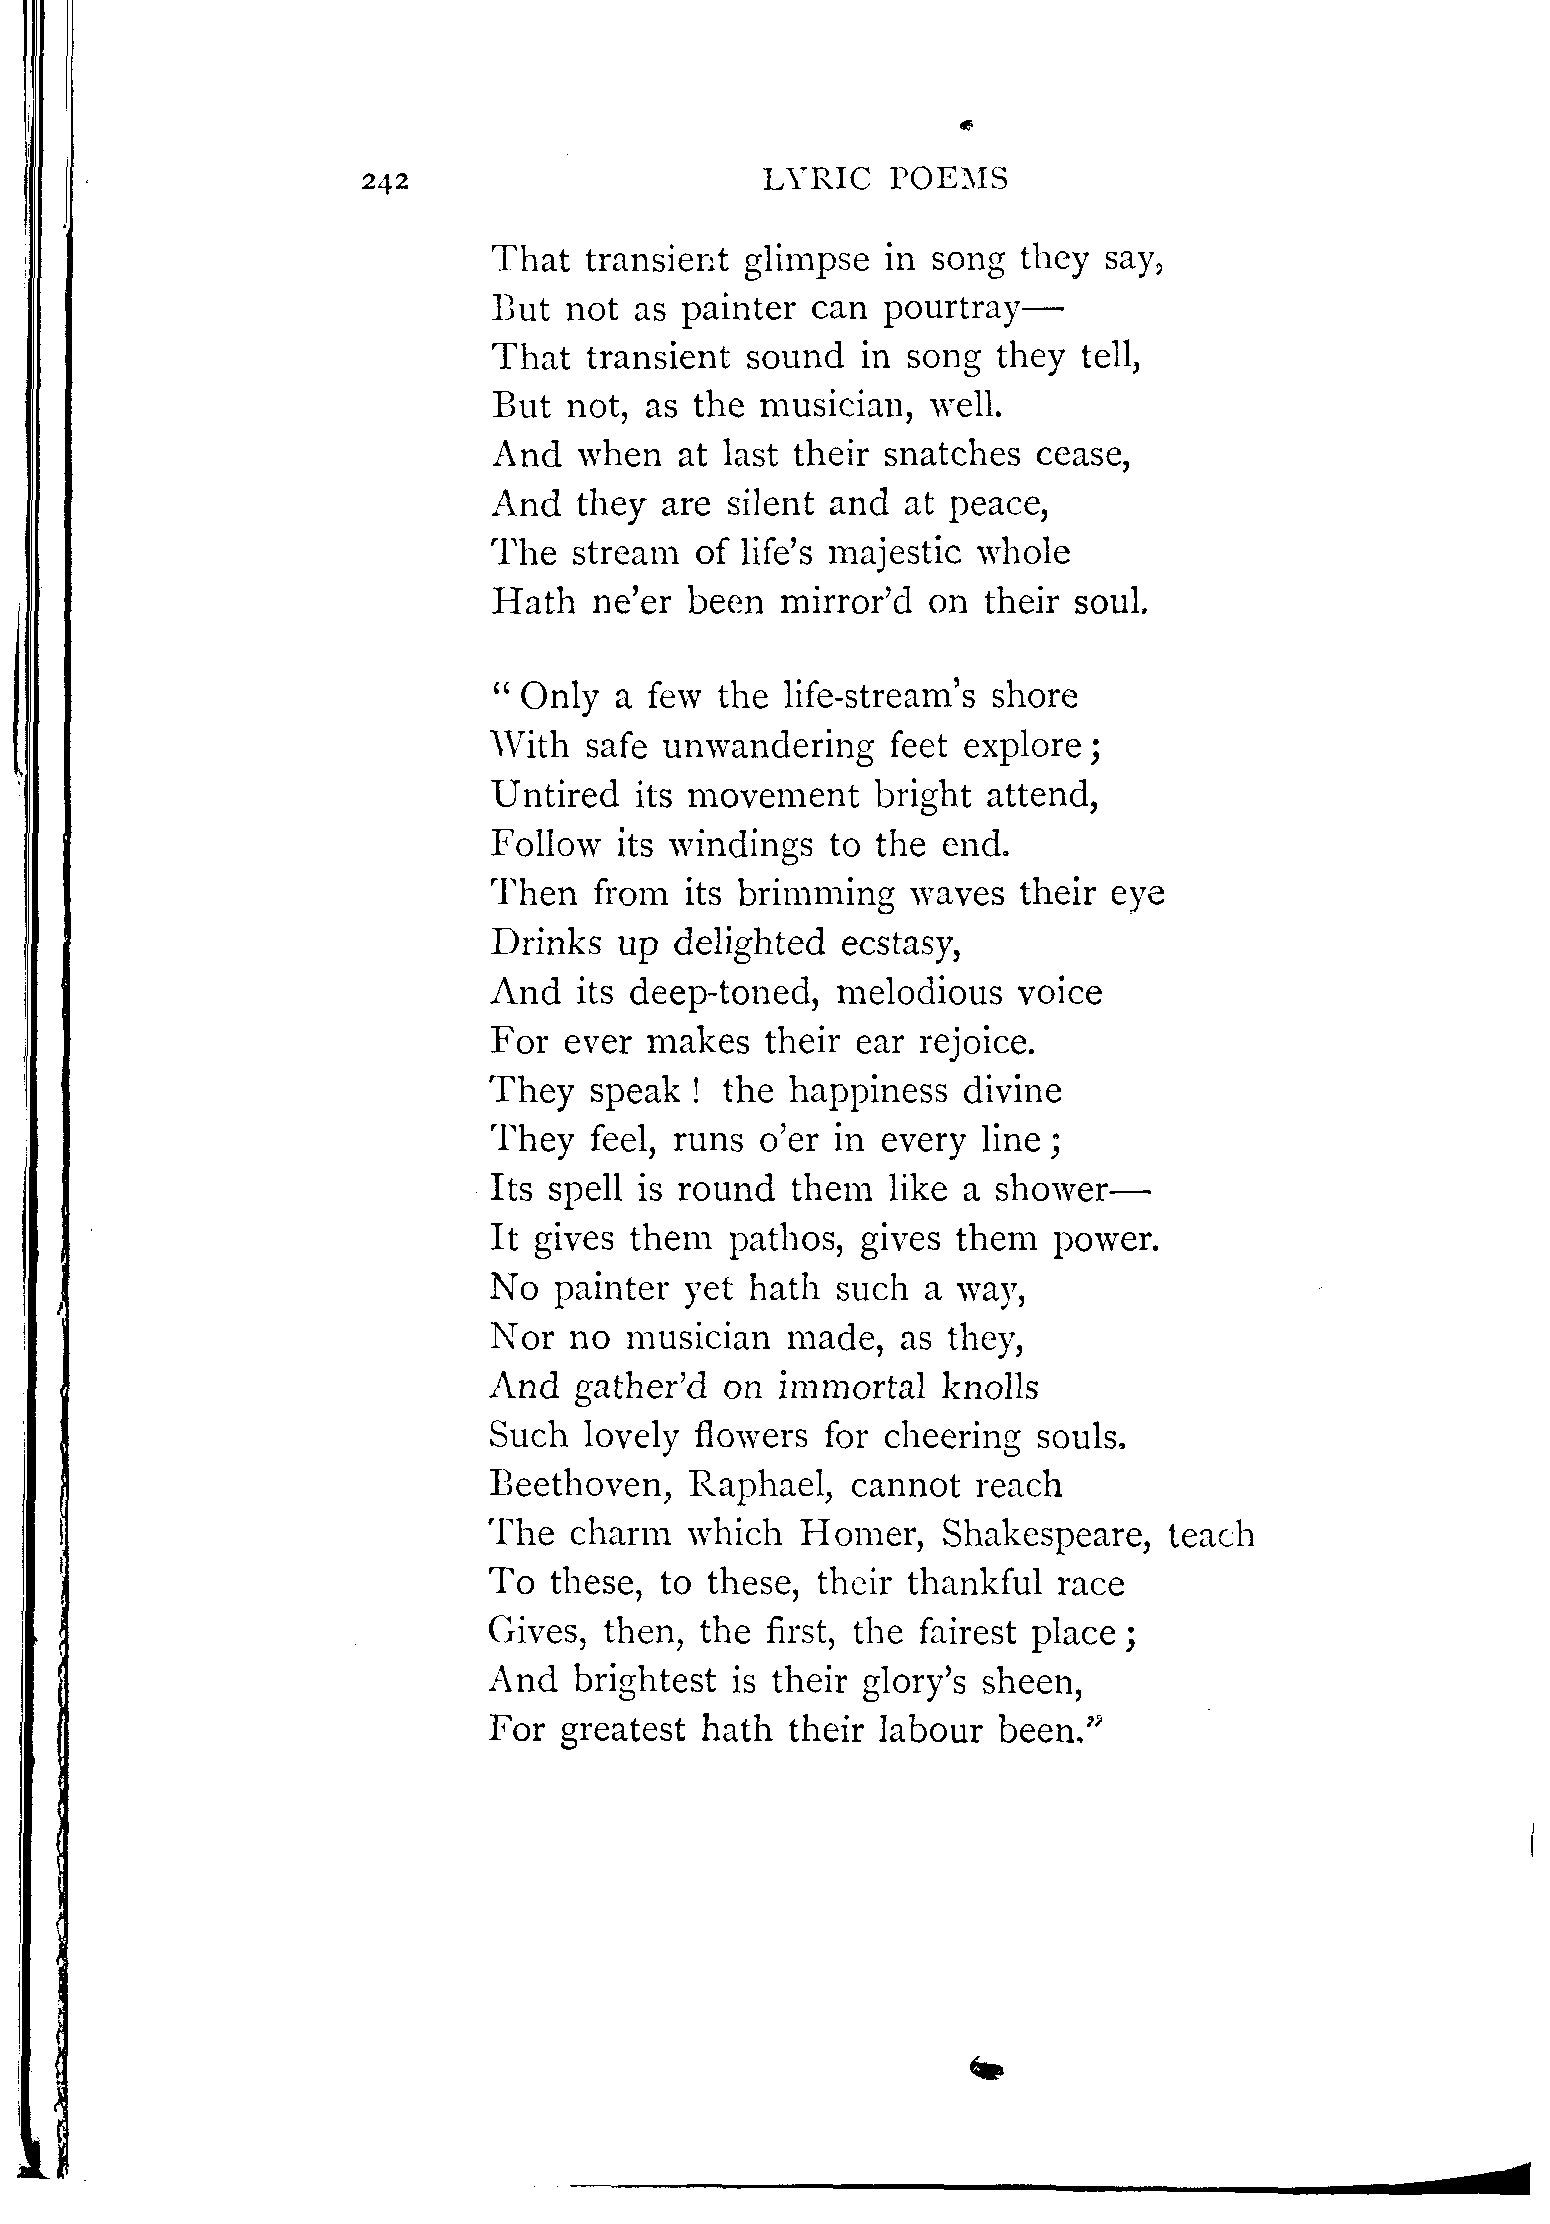 242 LYRIC POEMS
That transient glimpse in song they say,
But not as painter can pourtray—
That transient sound in song they tell,
But not, as the musician, well.
And when at last their snatches cease,
And they are silent and at peace,
The stream of life's majestic whole
Hath ne'er been mirror'd on their soul.
“ Only a few the life-stream's shore
With safe unwandering feet explore ;
Untired its movement bright attend,
Follow its windings to the end.
Then from its brimming waves their eye
Drinks up delighted ecstasy,
And its deep-toned, melodious voice
For ever makes their ear rejoice.
They speak ! the happiness divine
They feel, runs o'er in every line ;
Its spell is round them like a shower—
It gives them pathos, gives them power.
No painter yet hath such a way,
Nor no musician made, as they,
And gather'd on immortal knolls
Such lovely flowers for cheering souls.
Beethoven, Raphael, cannot reach
The charm which Homer, Shakespeare, teach
To these, to these, their thankful race
Gives, then, the first, the fairest place ;
And brightest is their glory's sheen,
For greatest hath their labour been.”